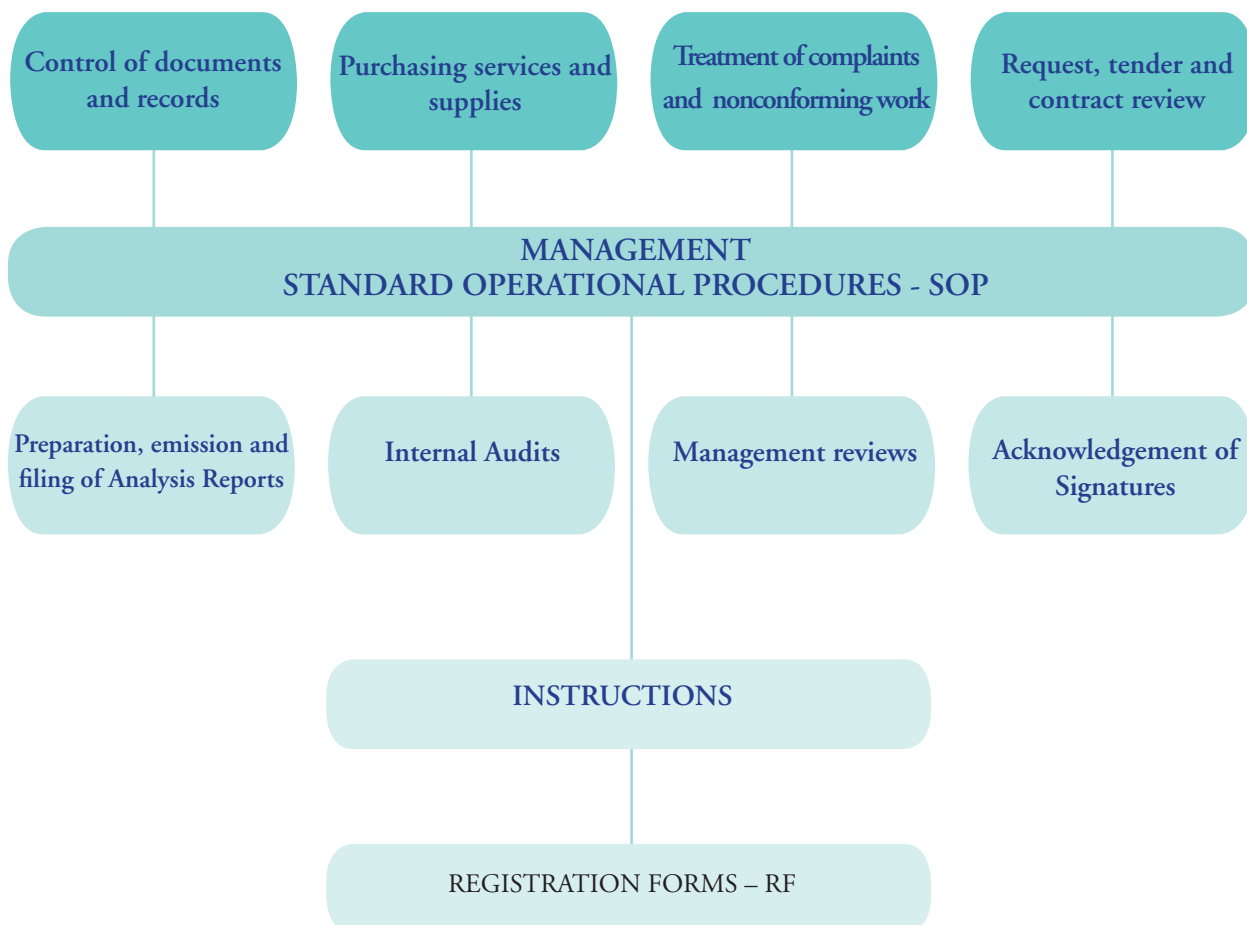 Control of documents
and records
Purchasing services and
supplies
Treatment of complaints
and nonconforming work
Request, tender and
contract review
MANAGEMENT
STANDARD OPERATIONAL PROCEDURES - SOP
Preparation, emission and
filing of Analysis Reports
Internal Audits
Management reviews
Acknowledgement of
Signatures
INSTRUCTIONS
REGISTRATION FORMS – RF